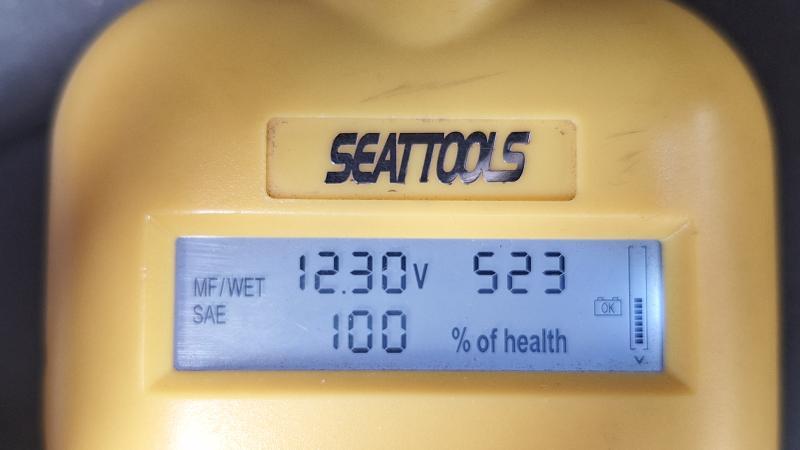 SEATTOOLS
MF/WET 12.30V 523
SAE 100 % of health
OK
V